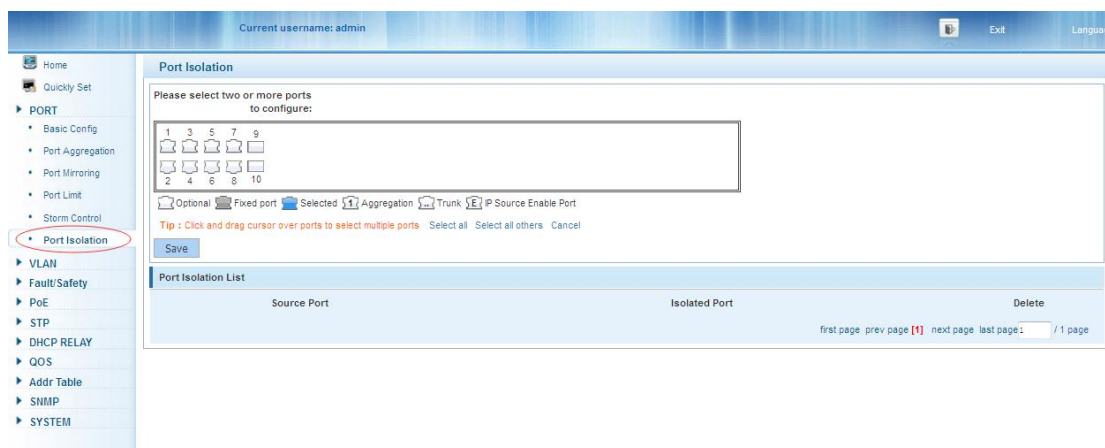 Current username: admin
Exit
Langua
Home
Quickly Set
PORT
Basic Config
Port Aggregation
Port Mirroring
Port Limit
Storm Control
Port Isolation
VLAN
Fault/Safety
PoE
STP
DHCP RELAY
QOS
Addr Table
SNMP
SYSTEM
Port Isolation
Please select two or more ports
to configure:
1 3 5 7 9
2 4 6 8 10
Optional Fixed port Selected 1 Aggregation ... Trunk E IP Source Enable Port
Tip : Click and drag cursor over ports to select multiple ports Select all Select all others Cancel
Save
Port Isolation List
Source Port Isolated Port Delete
first page prev page [1] next page last page 1 / 1 page